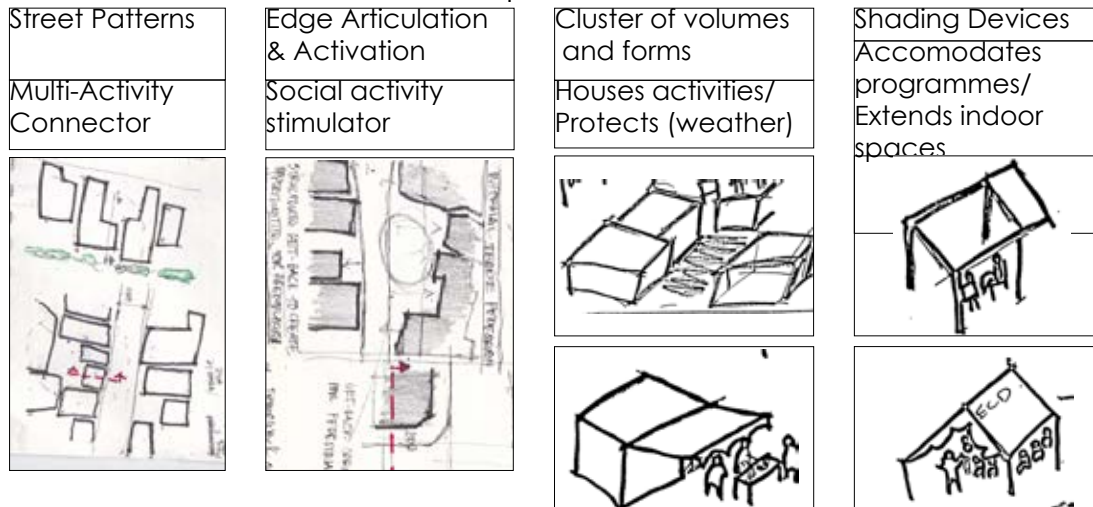 Street Patterns
Multi-Activity
Connector
Edge Articulation
& Activation
Social activity
stimulator
Cluster of volumes
and forms
Houses activities/
Protects (weather)
Shading Devices
Accomodates
programmes/
Extends indoor
spaces
ECD